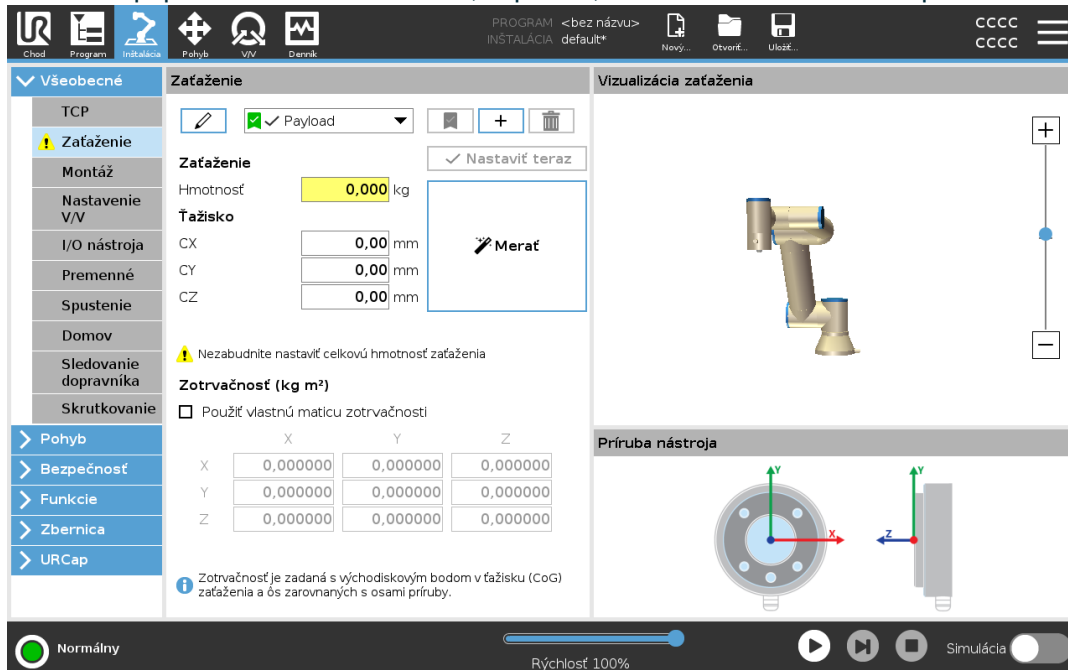 PROGRAM <bez názvu>
INŠTALÁCIA default*
CCCC
CCCC
Chod Program Inštalácia Pohyb V/V Denník Nový... Otvoriť... Uložiť...
Všeobecné
TCP
Zaťaženie
Montáž
Nastavenie
V/V
I/O nástroja
Premenné
Spustenie
Domov
Sledovanie
dopravníka
Skrutkovanie
Pohyb
Bezpečnosť
Funkcie
Zbernica
URCap
Zaťaženie
Payload
Nastaviť teraz
Zaťaženie
Hmotnosť 0,000 kg
Ťažisko
CX 0,00 mm
CY 0,00 mm
CZ 0,00 mm
Merať
Nezabudnite nastaviť celkovú hmotnosť zaťaženia
Zotrvačnosť (kg m²)
Použiť vlastnú maticu zotrvačnosti
X Y Z
X 0,000000 0,000000 0,000000
Y 0,000000 0,000000 0,000000
Z 0,000000 0,000000 0,000000
Zotrvačnosť je zadaná s východiskovým bodom v ťažisku (CoG)
zaťaženia a ós zarovnaných s osami príruby.
Vizualizácia zaťaženia
Príruba nástroja
Y
X
Y
Z
Normálny
Rýchlosť 100%
Simulácia